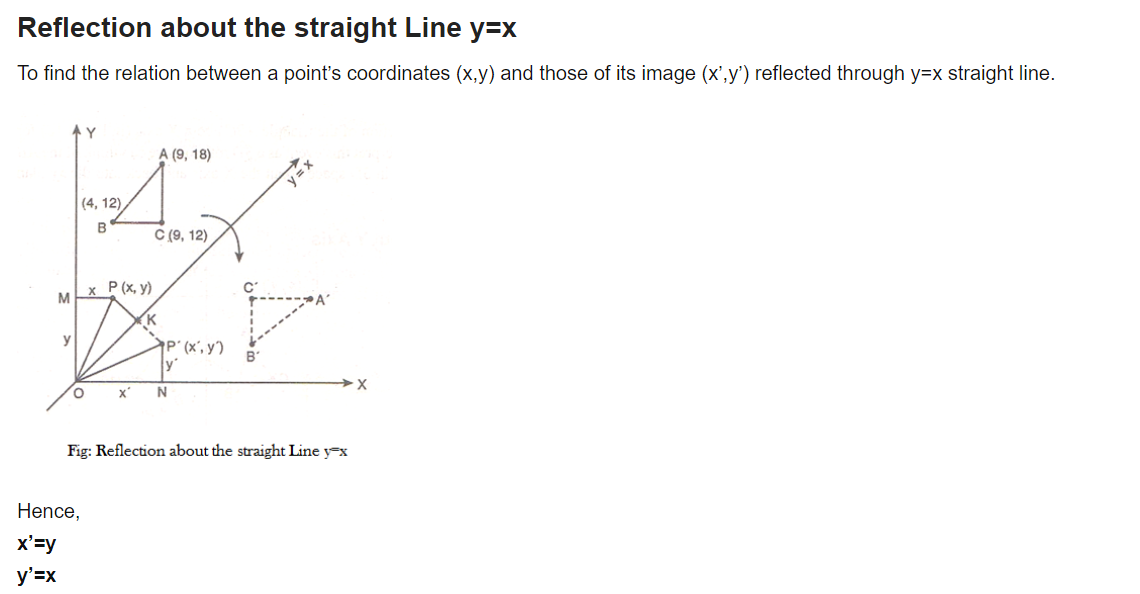 Reflection about the straight Line y=x
To find the relation between a point's coordinates (x,y) and those of its image (x',y') reflected through y=x straight line.
Y
A (9, 18)
y = x
(4, 12)
B
C (9, 12)
M
x
P (x, y)
C'
A'
K
y
P' (x', y')
B'
y'
X
O
x'
N
Fig: Reflection about the straight Line y=x
Hence,
x'=y
y'=x